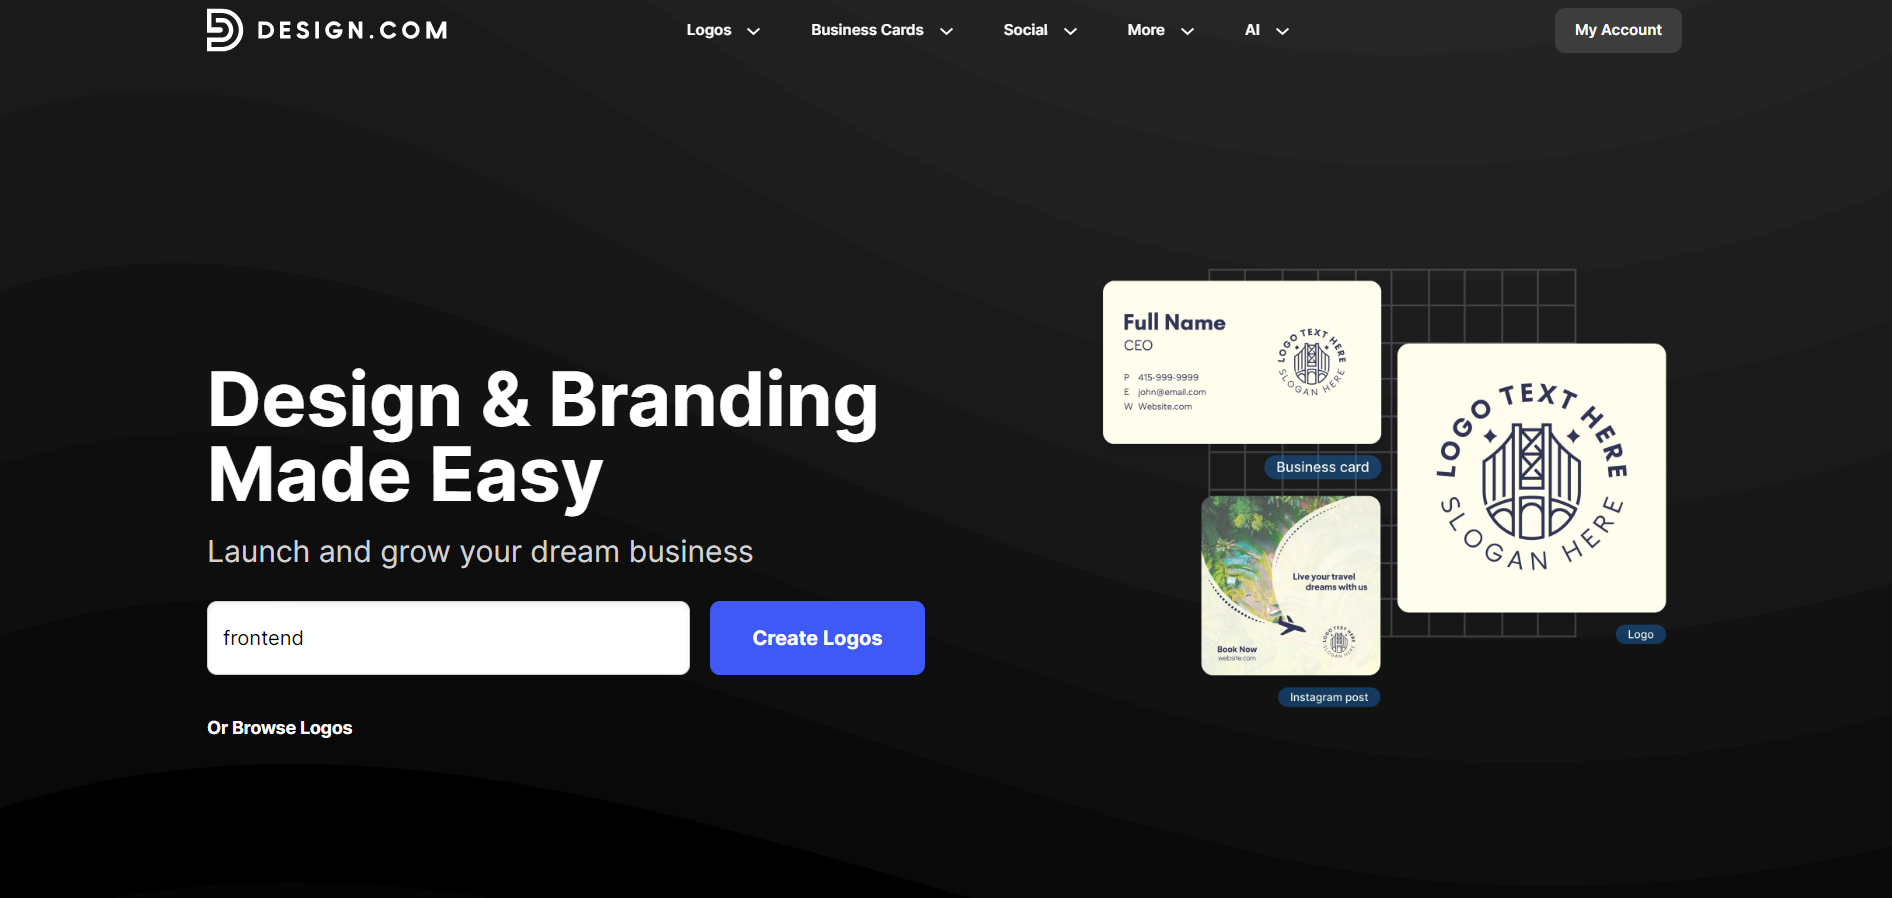 DESIGN.COM
Logos
Business Cards
Social
More
AI
My Account
Design & Branding
Made Easy
Launch and grow your dream business
frontend
Create Logos
Or Browse Logos
Full Name
CEO
P 415-999-9999
E john@email.com
W Website.com
LOGO TEXT HERE
SLOGAN HERE
Business card
LOGO TEXT HERE
SLOGAN HERE
Logo
Live your travel
dreams with us
Book Now
website.com
LOGO TEXT HERE
SLOGAN HERE
Instagram post